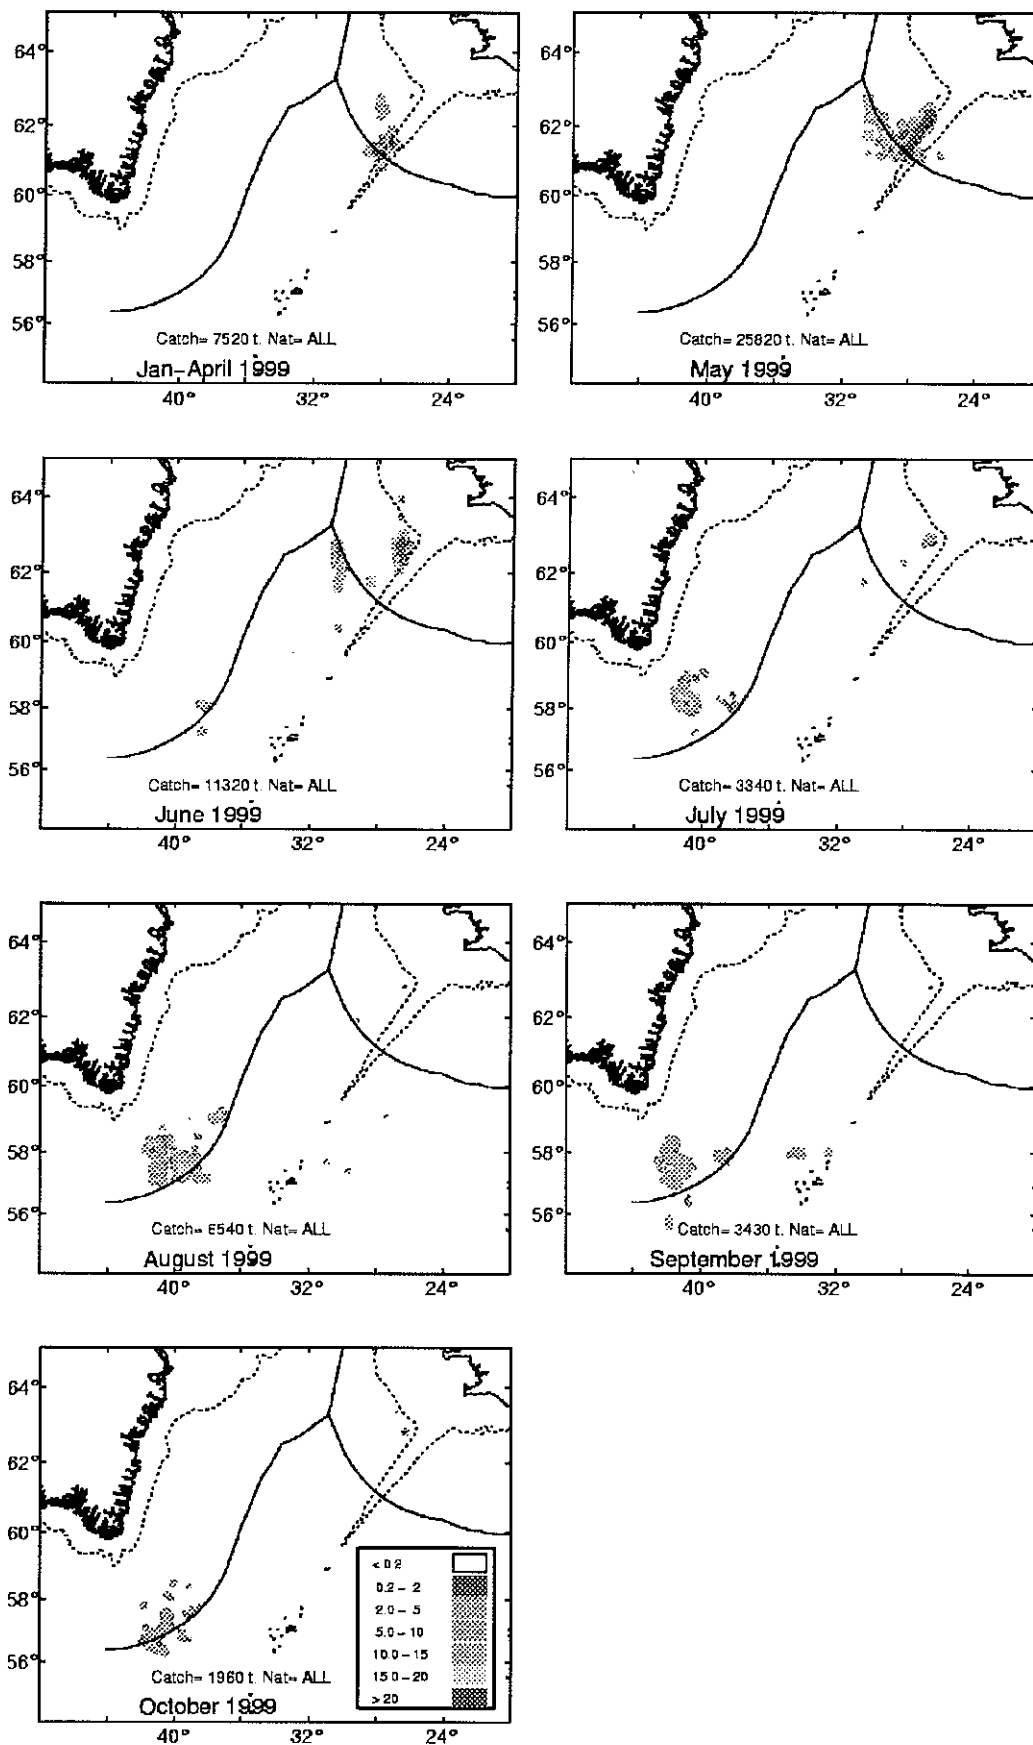 64°
62°
60°
58°
56°
Catch= 7520 t. Nat= ALL
Jan-April 1999
40° 32° 24°
64°
62°
60°
58°
56°
Catch= 25820 t. Nat= ALL
May 1999
40° 32° 24°
64°
62°
60°
58°
56°
Catch= 11320 t. Nat= ALL
June 1999
40° 32° 24°
64°
62°
60°
58°
56°
Catch= 3340 t. Nat= ALL
July 1999
40° 32° 24°
64°
62°
60°
58°
56°
Catch= 6540 t. Nat= ALL
August 1999
40° 32° 24°
64°
62°
60°
58°
56°
Catch= 3430 t. Nat= ALL
September 1999
40° 32° 24°
64°
62°
60°
58°
56°
Catch= 1960 t. Nat= ALL
October 1999
40° 32° 24°
< 0.2
0.2 - 2
2.0 - 5
5.0 - 10
10.0 - 15
15.0 - 20
> 20